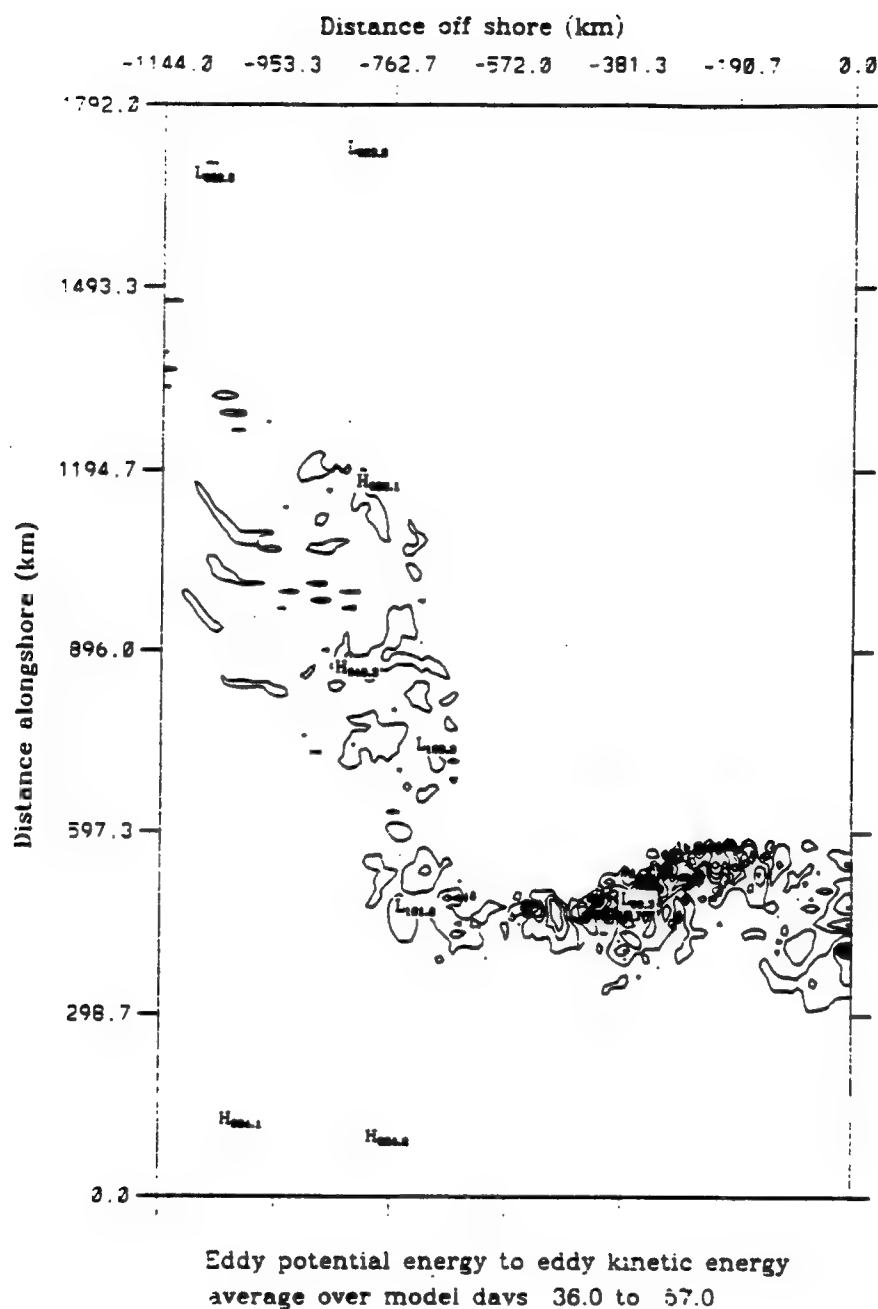 Distance off shore (km)
-1144.0 -953.3 -762.7 -572.0 -381.3 -190.7 0.0
1792.0
1493.3
1194.7
896.0
597.3
298.7
0.0
Distance alongshore (km)
L
L
H
H
L
L
L
H
H
Eddy potential energy to eddy kinetic energy
average over model days 36.0 to 57.0